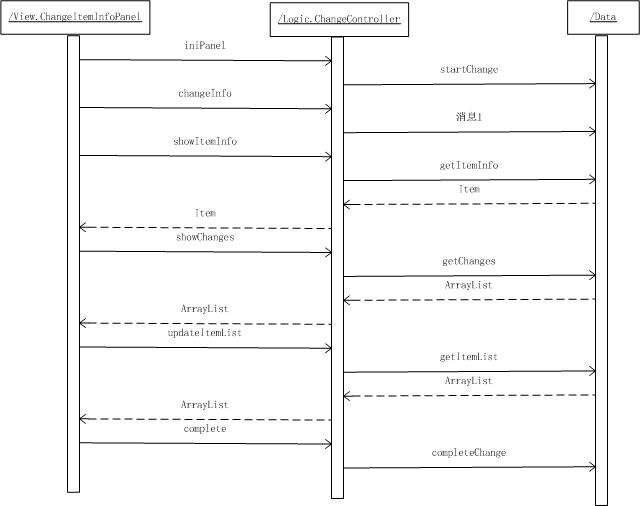 /View.ChangeItemInfoPanel
/Logic.ChangeController
/Data
iniPanel
startChange
changeInfo
消息1
showItemInfo
getItemInfo
Item
Item
showChanges
getChanges
ArrayList
ArrayList
updateItemList
getItemList
ArrayList
ArrayList
complete
completeChange